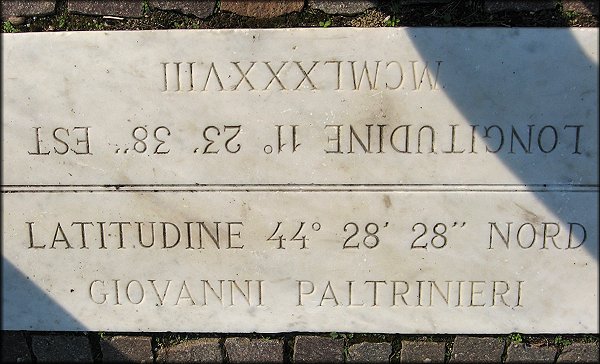 LATITUDINE 44° 28' 28'' NORD
GIOVANNI PALTRINIERI
LONGITUDINE 11° 23' 38'' EST
MCMLXXXVIII